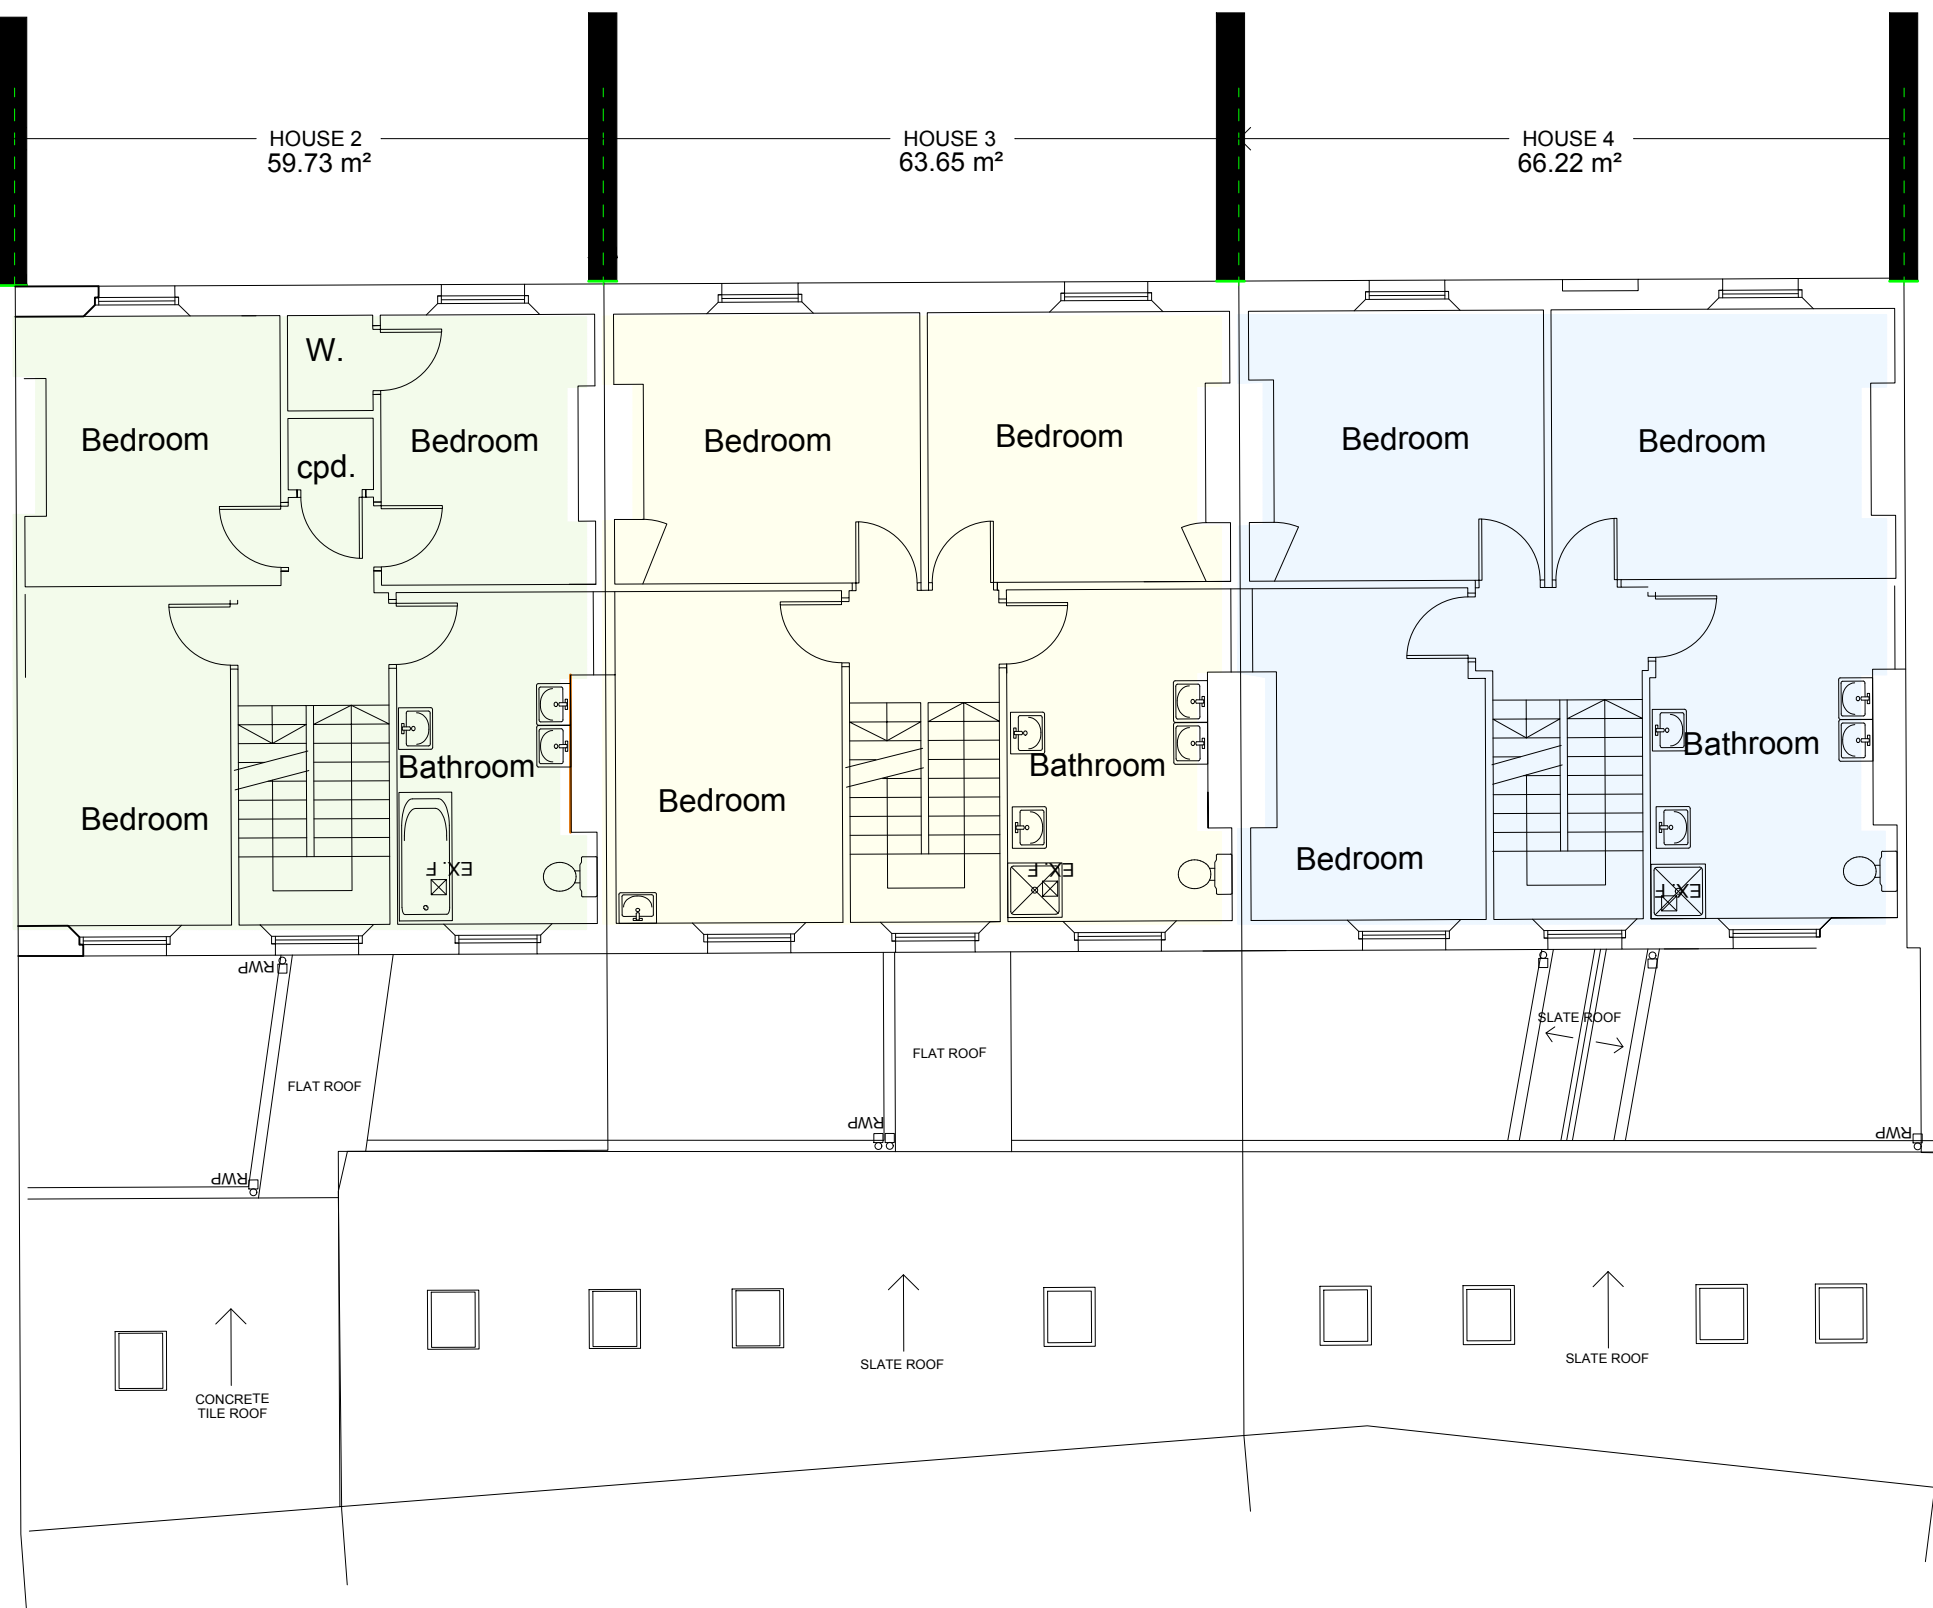 HOUSE 2
59.73 m²
HOUSE 3
63.65 m²
HOUSE 4
66.22 m²
W.
Bedroom
cpd.
Bedroom
Bedroom
Bedroom
Bedroom
Bedroom
Bedroom
Bathroom
EX. F
Bedroom
Bathroom
EX. F
Bedroom
Bathroom
EX. F
RWP
FLAT ROOF
RWP
FLAT ROOF
RWP
SLATE ROOF
RWP
CONCRETE
TILE ROOF
SLATE ROOF
SLATE ROOF